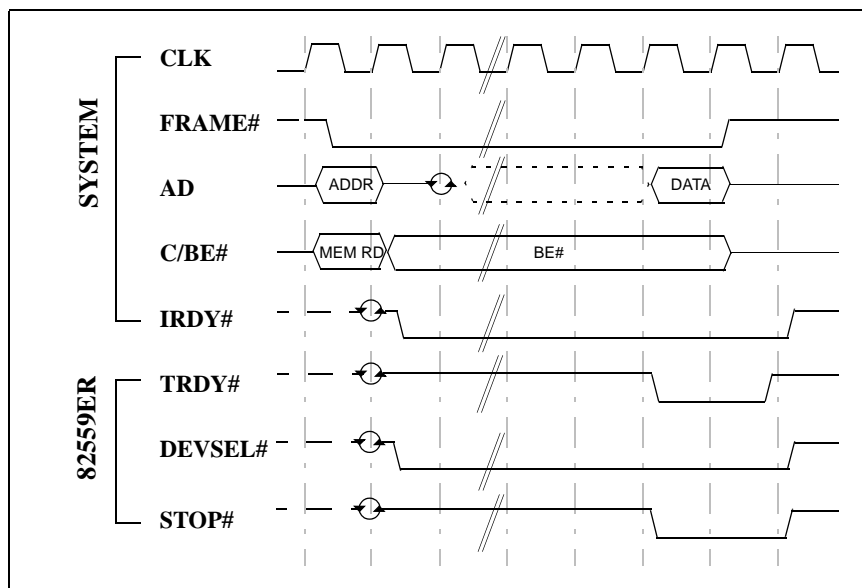 SYSTEM
CLK
FRAME#
AD
ADDR
DATA
C/BE#
MEM RD
BE#
IRDY#
82559ER
TRDY#
DEVSEL#
STOP#